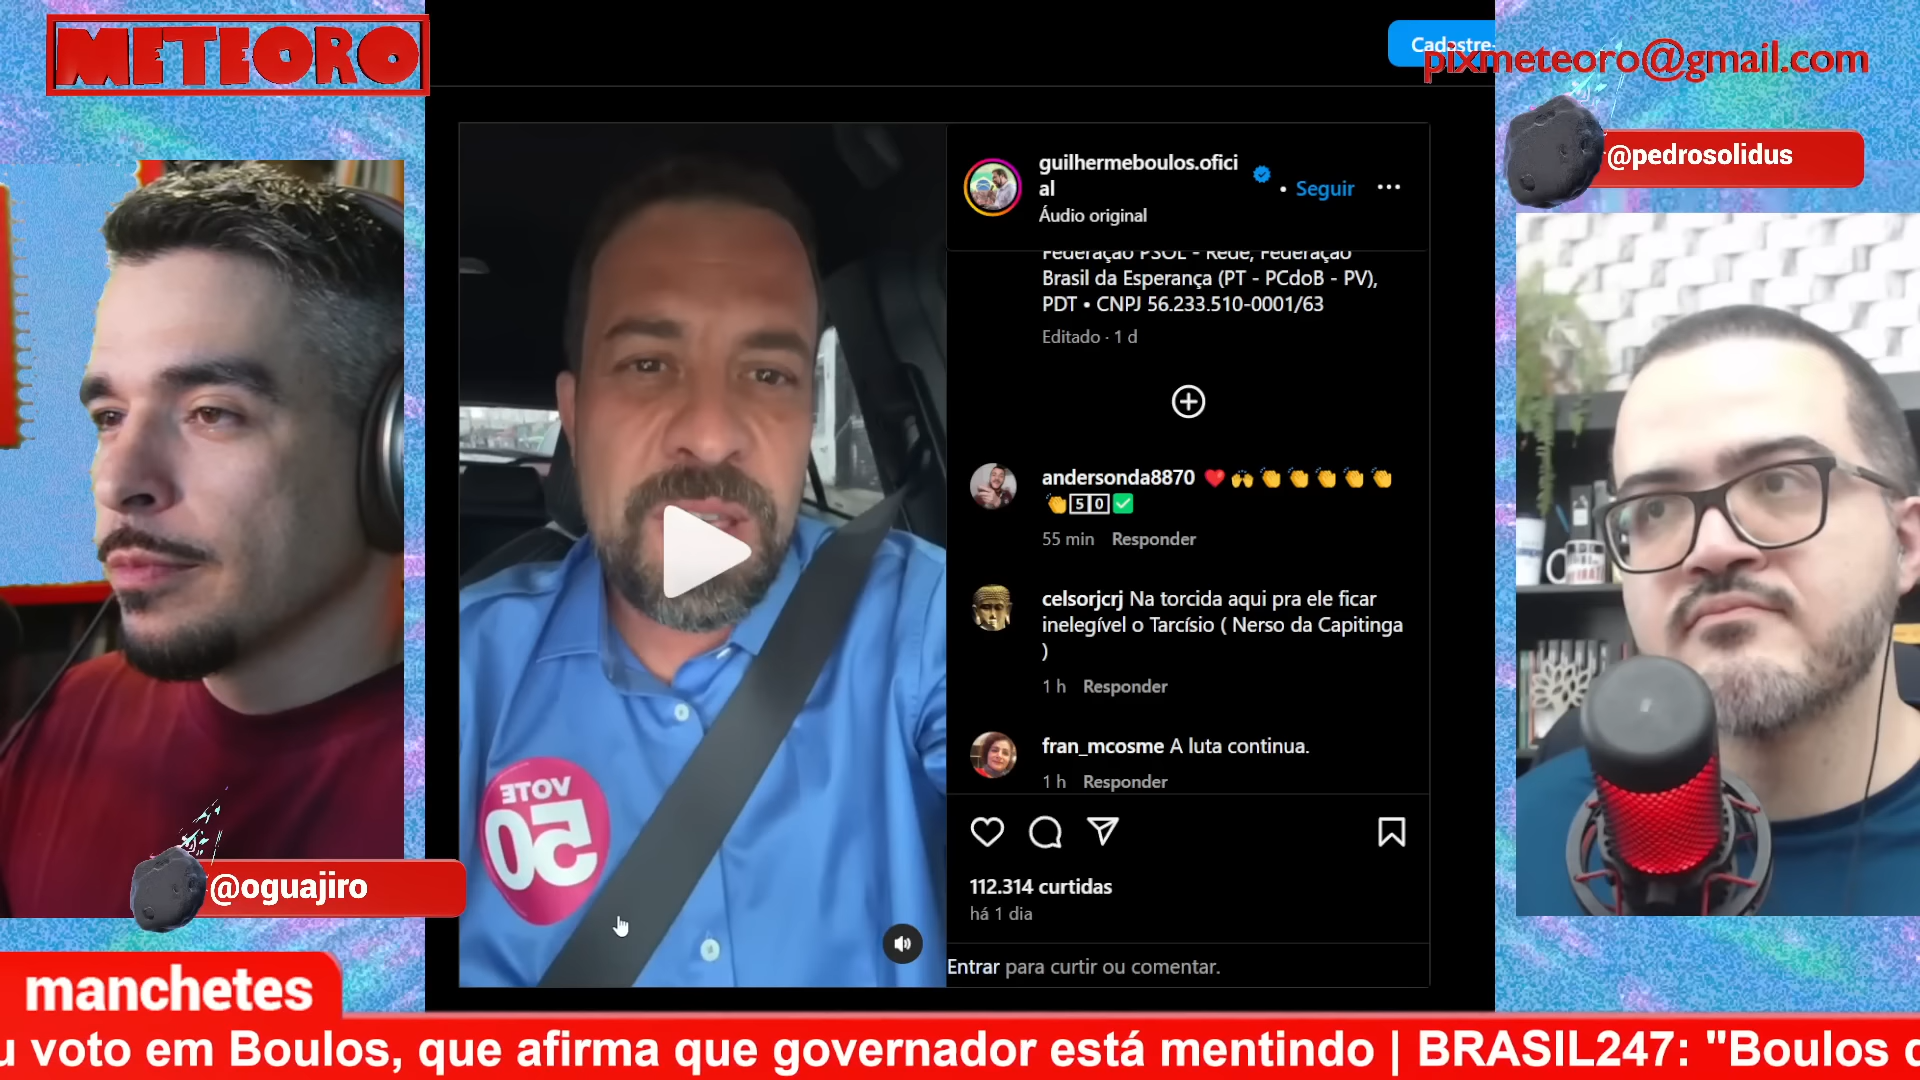 METEORO
Cadastre-
pixmeteoro@gmail.com
@pedrosolidus
guilhermeboulos.ofici
al
• Seguir
Áudio original
Federação PSOL - Rede, Federação
Brasil da Esperança (PT - PCdoB - PV),
PDT • CNPJ 56.233.510-0001/63
Editado · 1 d
andersonda8870 ❤️🙌👏👏👏👏👏
👏5️⃣0️⃣✅
55 min Responder
celsorjcrj Na torcida aqui pra ele ficar
inelegível o Tarcísio ( Nerso da Capitinga
)
1 h Responder
fran_mcosme A luta continua.
1 h Responder
VOTE
50
112.314 curtidas
há 1 dia
Entrar para curtir ou comentar.
@oguajiro
manchetes
u voto em Boulos, que afirma que governador está mentindo | BRASIL247: "Boulos